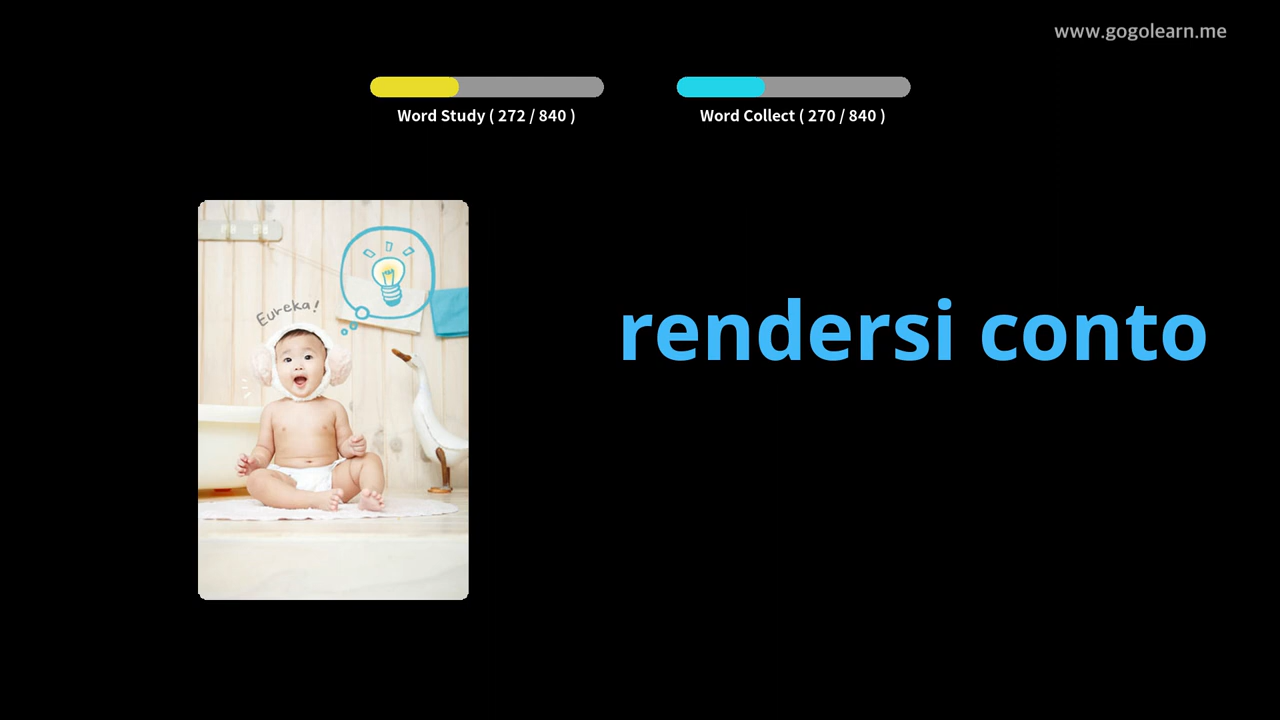 www.gogolearn.me
Word Study ( 272 / 840 )
Word Collect ( 270 / 840 )
Eureka!
rendersi conto